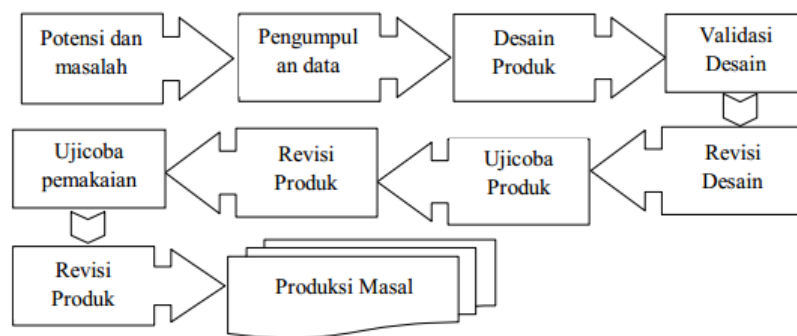 Potensi dan
masalah
Pengumpul
an data
Desain
Produk
Validasi
Desain
Revisi
Desain
Ujicoba
Produk
Revisi
Produk
Ujicoba
pemakaian
Revisi
Produk
Produksi Masal